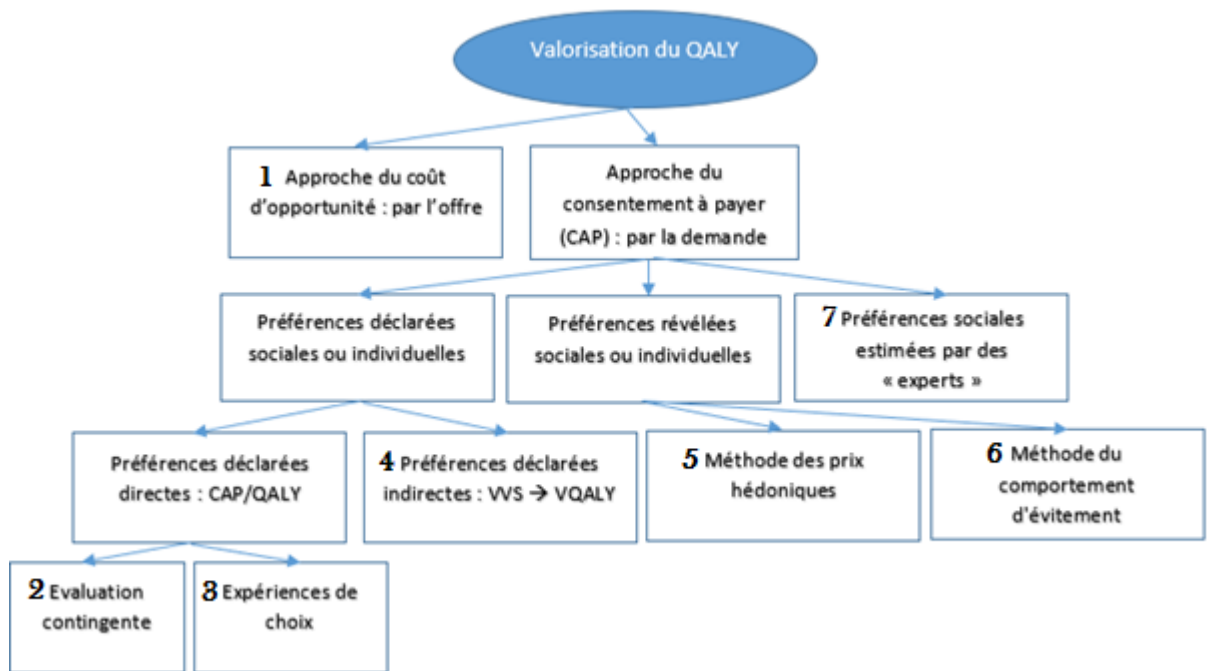 Valorisation du QALY
1 Approche du coût
d'opportunité : par l'offre
Approche du
consentement à payer
(CAP) : par la demande
Préférences déclarées
sociales ou individuelles
Préférences révélées
sociales ou individuelles
7 Préférences sociales
estimées par des
« experts »
Préférences déclarées
directes : CAP/QALY
4 Préférences déclarées
indirectes : VVS → VQALY
5 Méthode des prix
hédoniques
6 Méthode du
comportement
d'évitement
2 Evaluation
contingente
3 Expériences de
choix